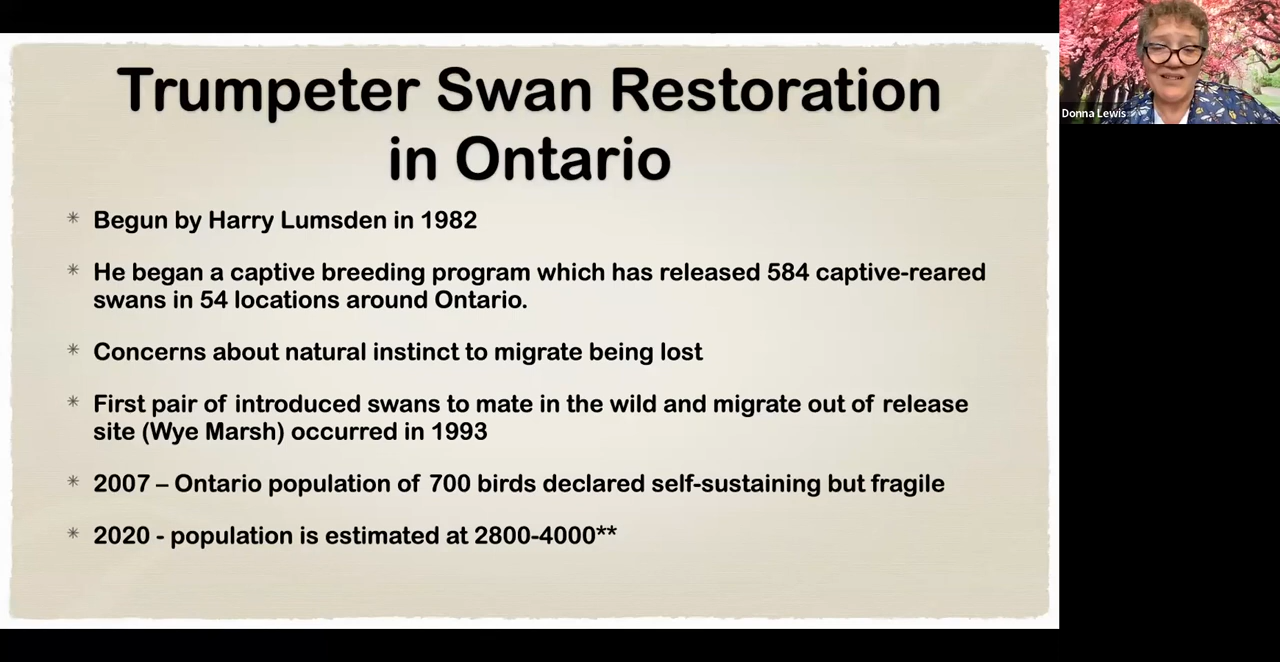 Trumpeter Swan Restoration
in Ontario
Begun by Harry Lumsden in 1982
He began a captive breeding program which has released 584 captive-reared
swans in 54 locations around Ontario.
Concerns about natural instinct to migrate being lost
First pair of introduced swans to mate in the wild and migrate out of release
site (Wye Marsh) occurred in 1993
2007 – Ontario population of 700 birds declared self-sustaining but fragile
2020 - population is estimated at 2800-4000**
Donna Lewis